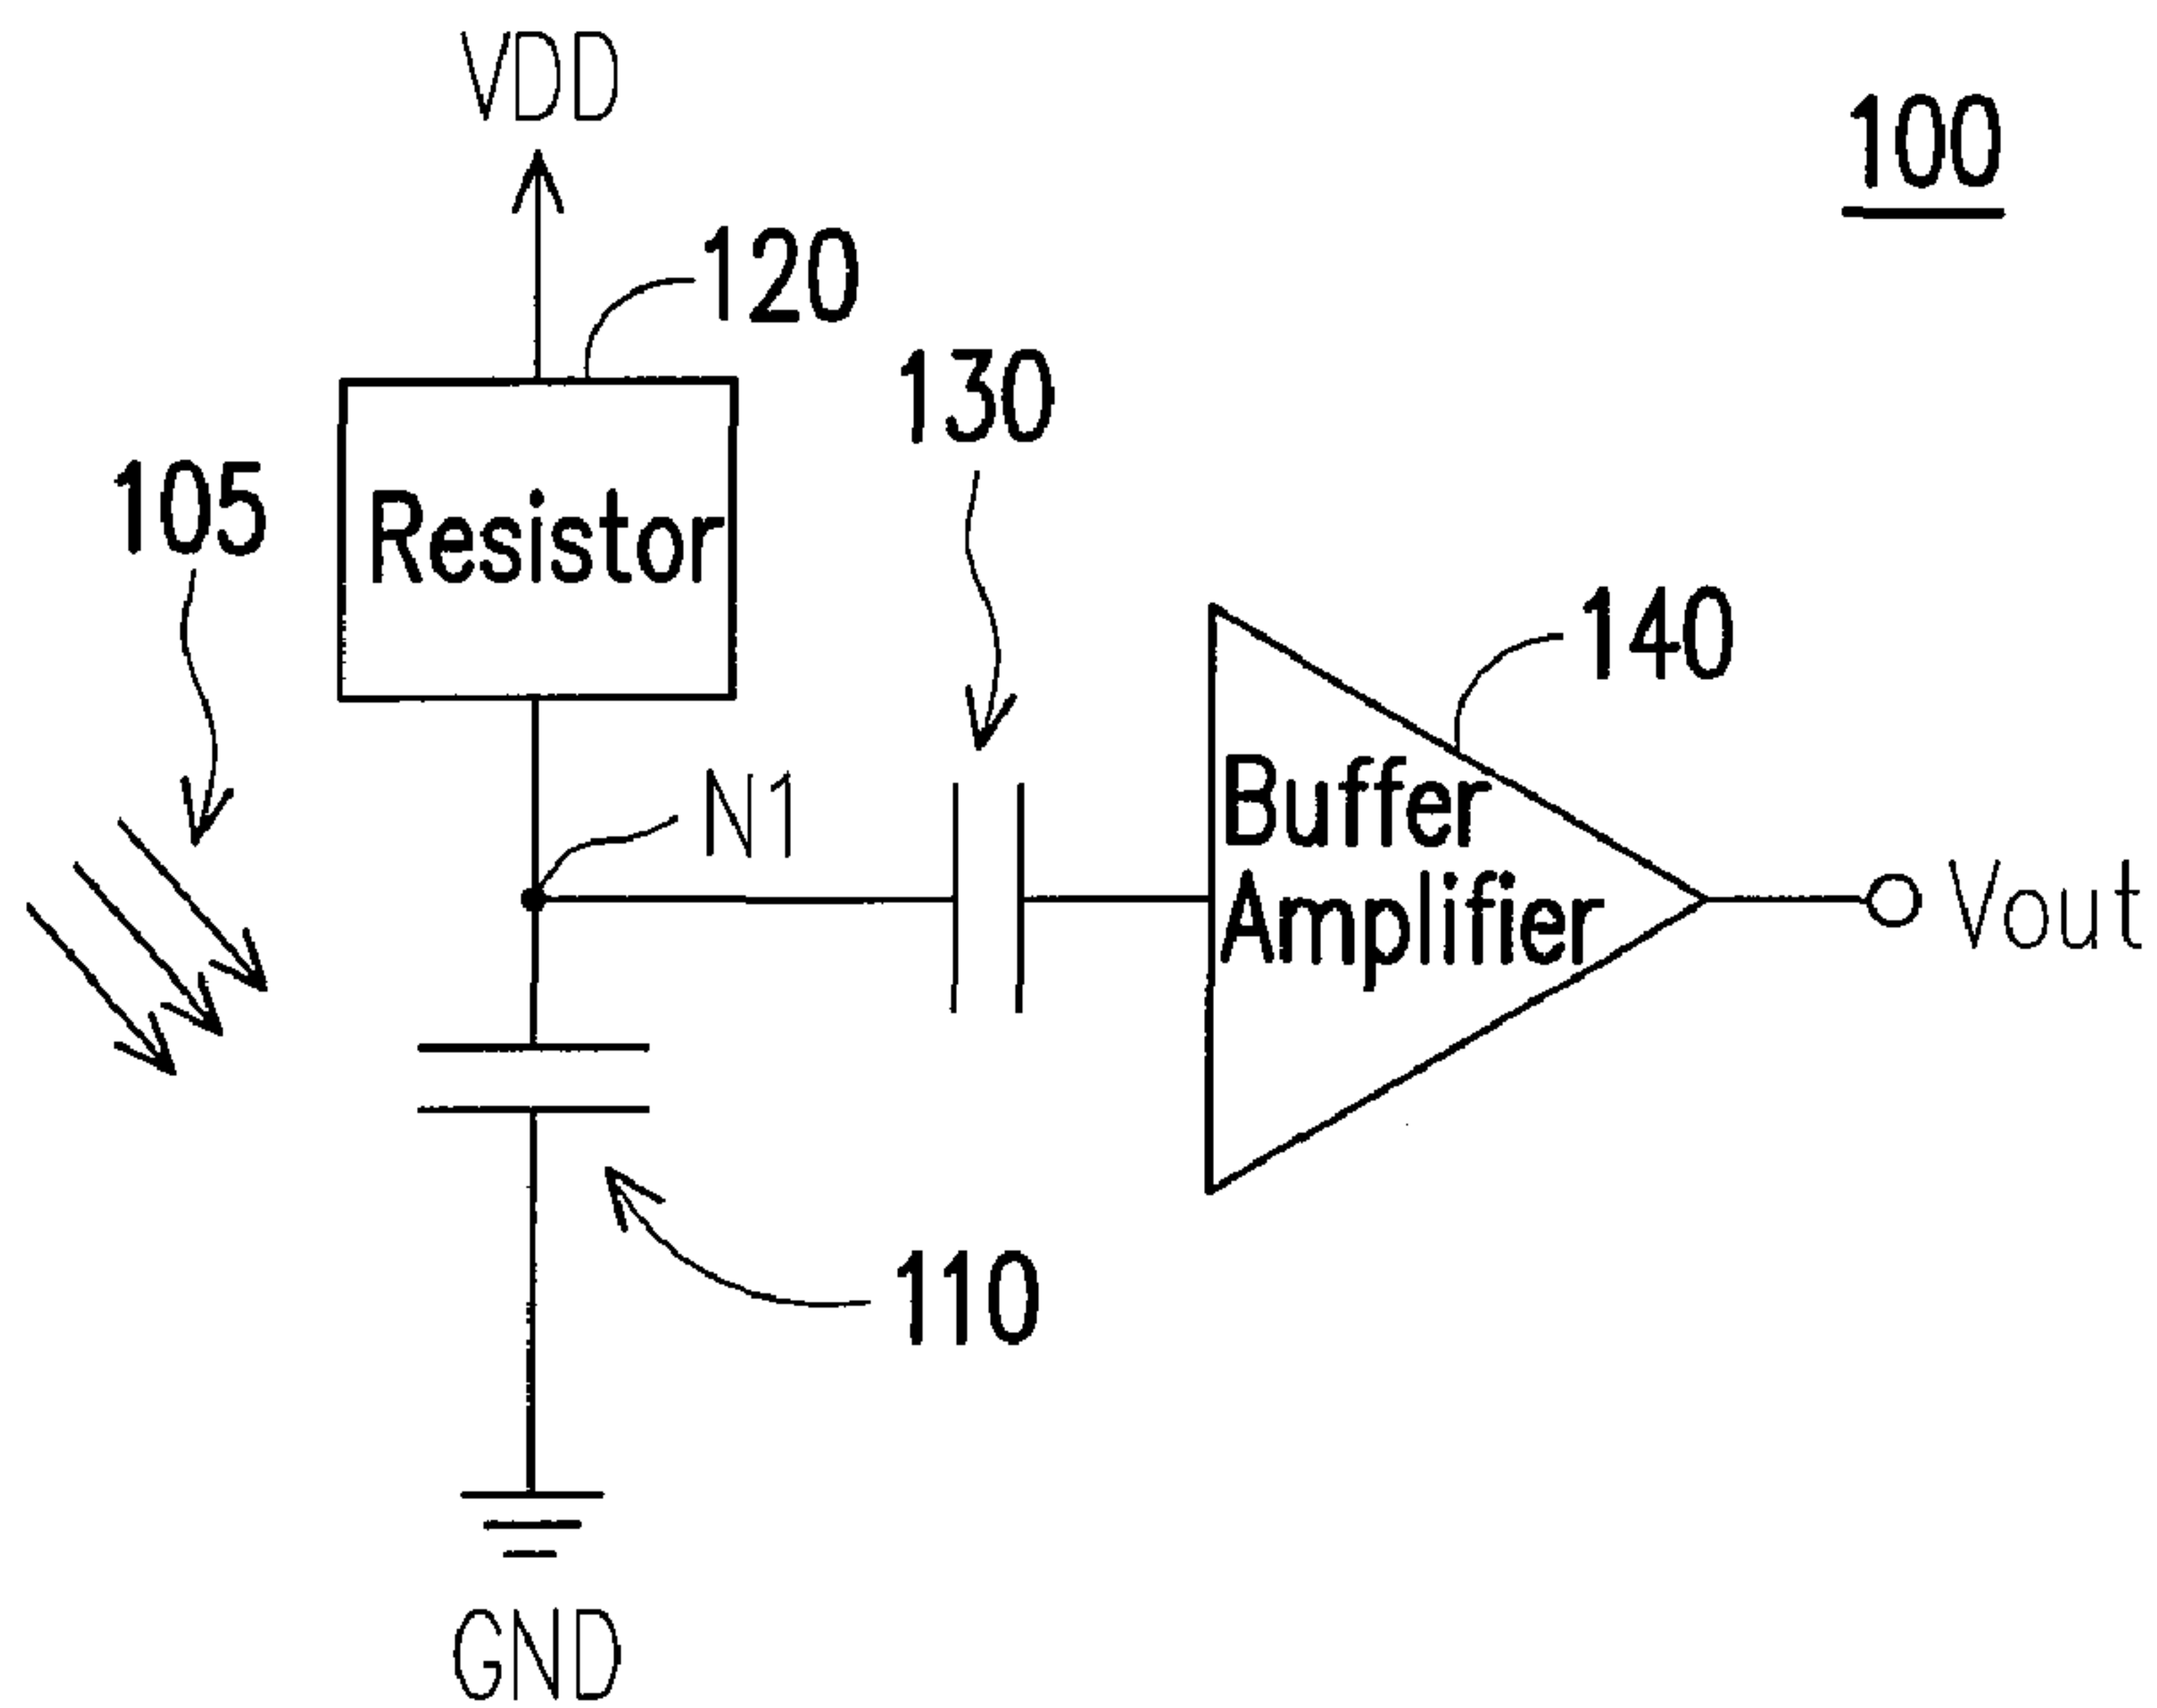 VDD
100
120
130
105
Resistor
140
N1
Buffer
Amplifier
Vout
110
GND